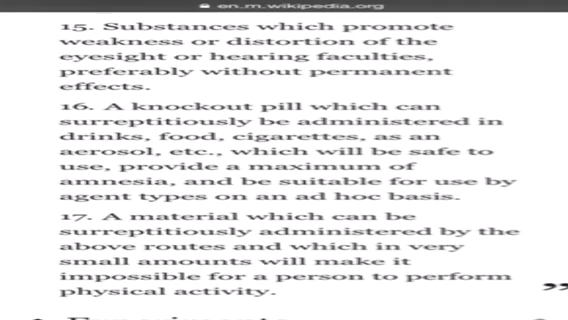 en.m.wikipedia.org
15. Substances which promote
weakness or distortion of the
eyesight or hearing faculties,
preferably without permanent
effects.
16. A knockout pill which can
surreptitiously be administered in
drinks, food, cigarettes, as an
aerosol, etc., which will be safe to
use, provide a maximum of
amnesia, and be suitable for use by
agent types on an ad hoc basis.
17. A material which can be
surreptitiously administered by the
above routes and which in very
small amounts will make it
impossible for a person to perform
physical activity.
”